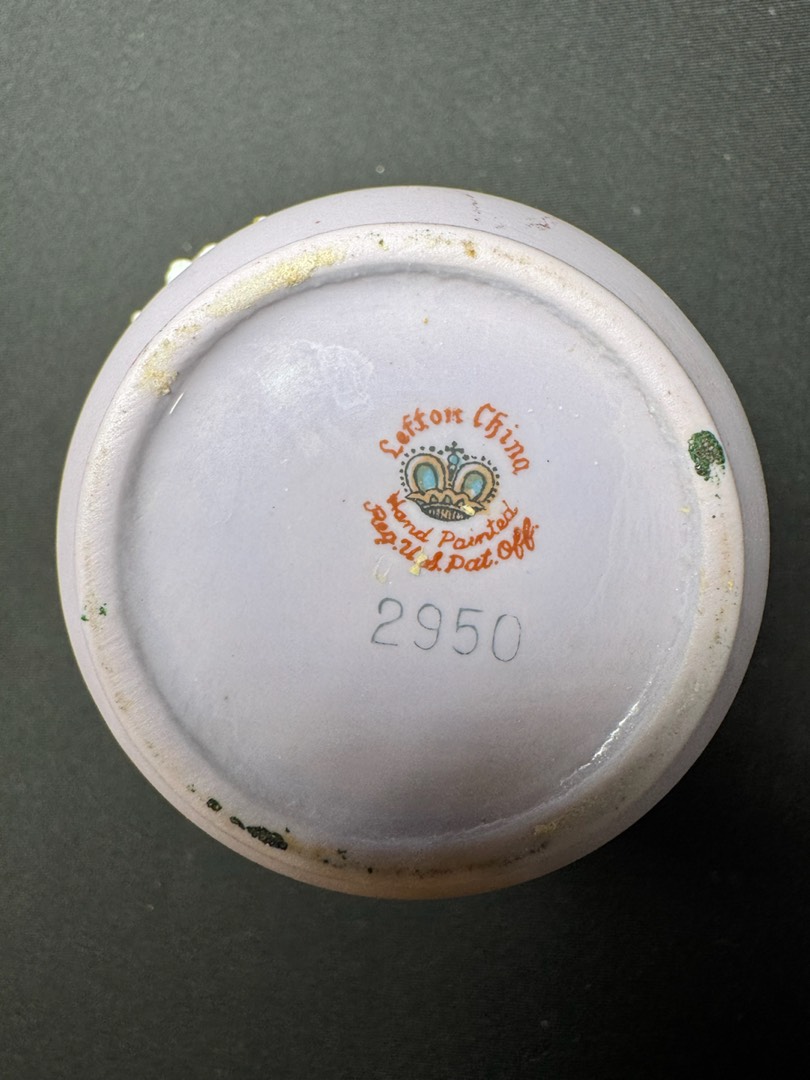 Lefton China
Hand Painted
Reg. U.S. Pat. Off.
2950